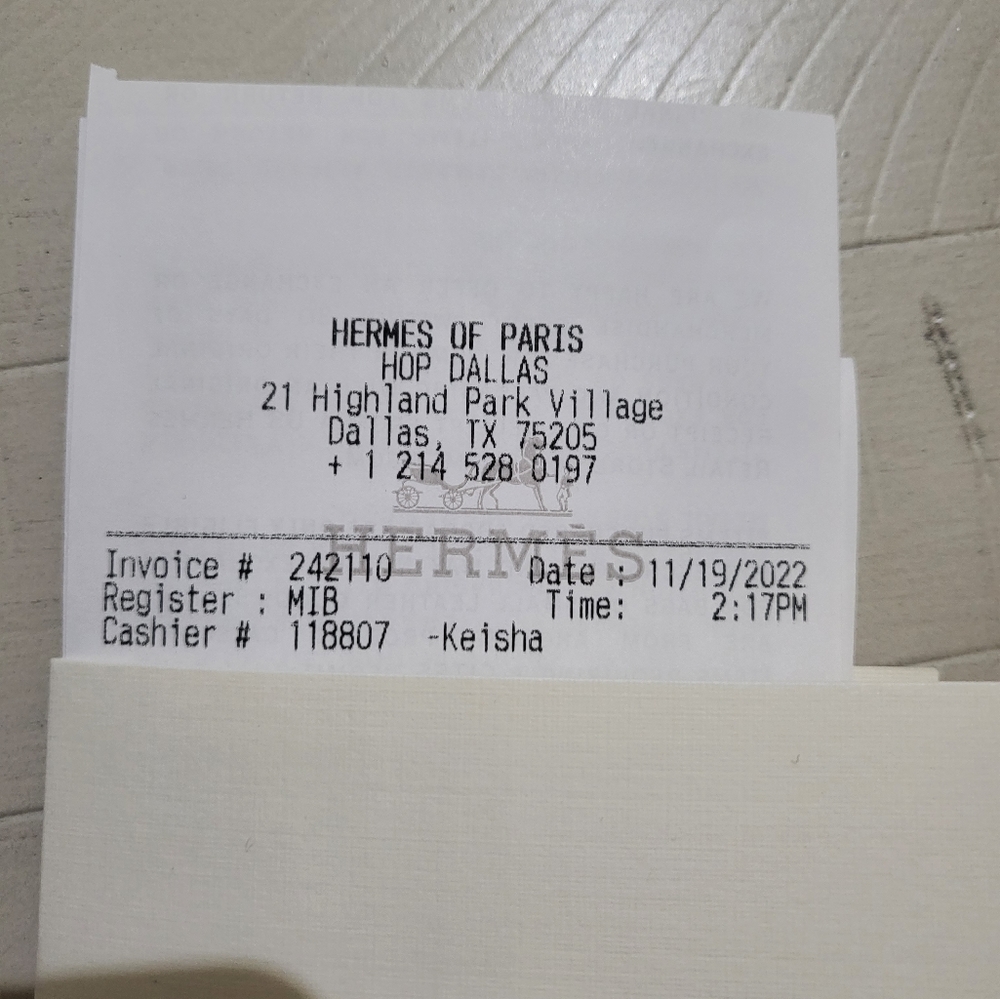 HERMES OF PARIS
HOP DALLAS
21 Highland Park Village
Dallas, TX 75205
+ 1 214 528 0197
HERMÈS
Invoice # 242110 Date : 11/19/2022
Register : MIB Time: 2:17PM
Cashier # 118807 -Keisha